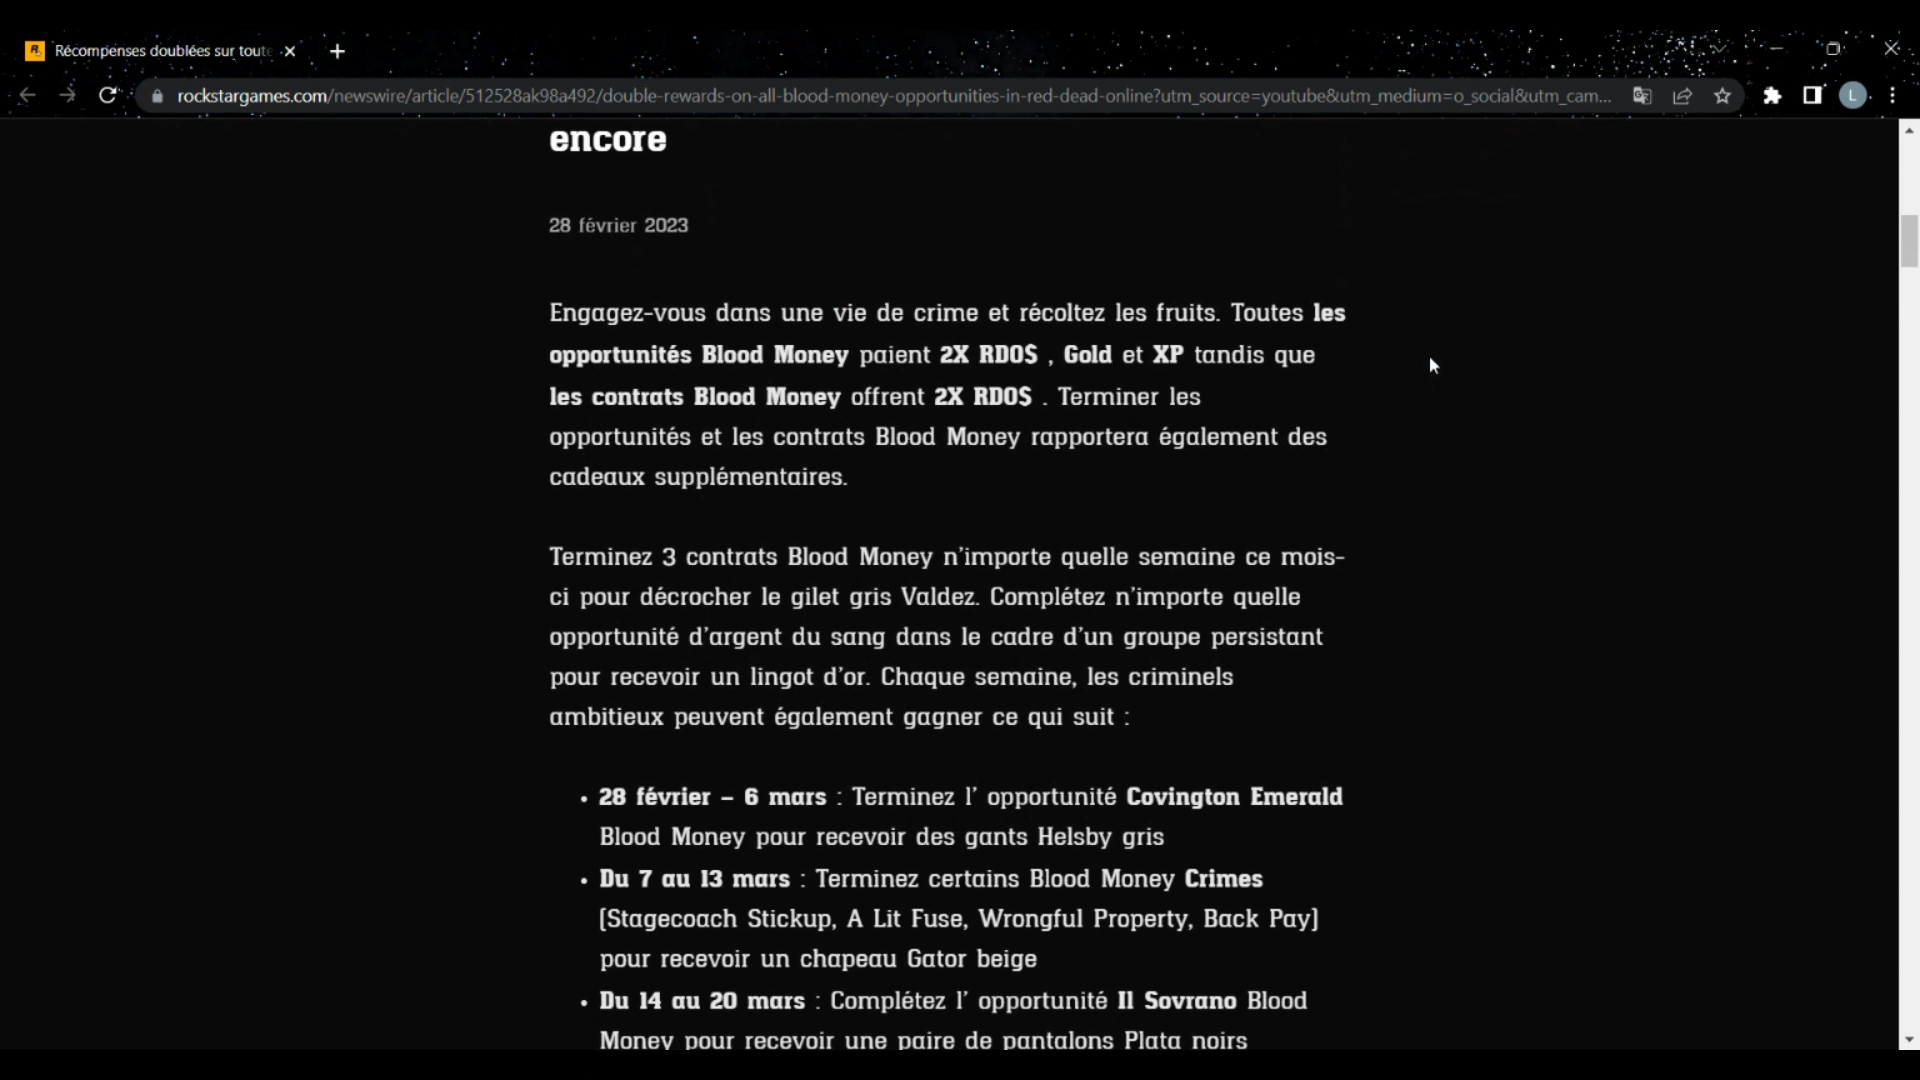 Récompenses doublées sur toute
rockstargames.com/newswire/article/512528ak98a492/double-rewards-on-all-blood-money-opportunities-in-red-dead-online?utm_source=youtube&utm_medium=o_social&utm_cam...
L
encore
28 février 2023
Engagez-vous dans une vie de crime et récoltez les fruits. Toutes les
opportunités Blood Money paient 2X RDO$ , Gold et XP tandis que
les contrats Blood Money offrent 2X RDO$ . Terminer les
opportunités et les contrats Blood Money rapportera également des
cadeaux supplémentaires.
Terminez 3 contrats Blood Money n'importe quelle semaine ce mois-
ci pour décrocher le gilet gris Valdez. Complétez n'importe quelle
opportunité d'argent du sang dans le cadre d'un groupe persistant
pour recevoir un lingot d'or. Chaque semaine, les criminels
ambitieux peuvent également gagner ce qui suit :
• 28 février – 6 mars : Terminez l' opportunité Covington Emerald
Blood Money pour recevoir des gants Helsby gris
• Du 7 au 13 mars : Terminez certains Blood Money Crimes
(Stagecoach Stickup, A Lit Fuse, Wrongful Property, Back Pay)
pour recevoir un chapeau Gator beige
• Du 14 au 20 mars : Complétez l' opportunité Il Sovrano Blood
Money pour recevoir une paire de pantalons Plata noirs